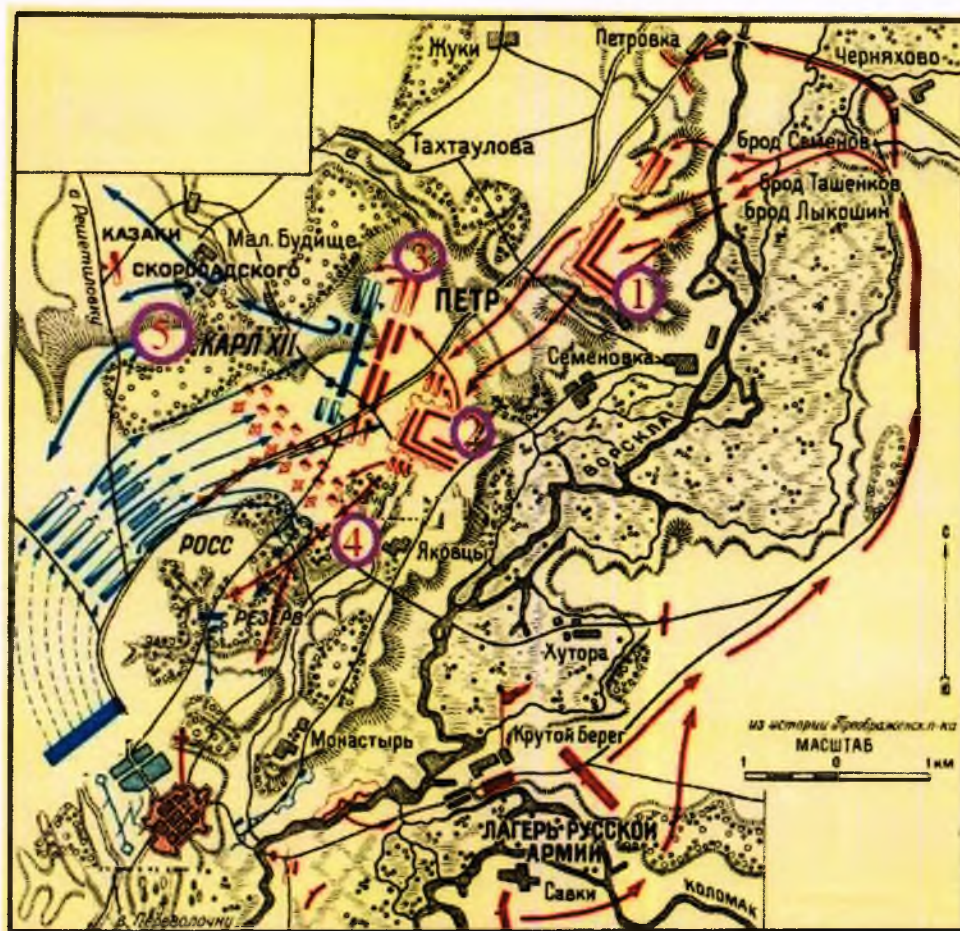 Жуки
Петровка
Черняхово
Тахтаулова
брод Семенов
брод Ташенков
брод Лыкошин
в Решетиловку
КАЗАКИ
СКОРОПАДСКОГО
Мал. Будище
3
ПЕТР
1
5
КАРЛ XII
Семеновка
2
ВОРСКЛА
4
РОСС
Яковцы
РЕЗЕРВ
Хутора
Монастырь
Крутой Берег
из истории Преображенск.п-ка
МАСШТАБ
1 0 1 км
ЛАГЕРЬ РУССКОЙ
АРМИИ
Савки
КОЛОМАК
в Переволочну
С